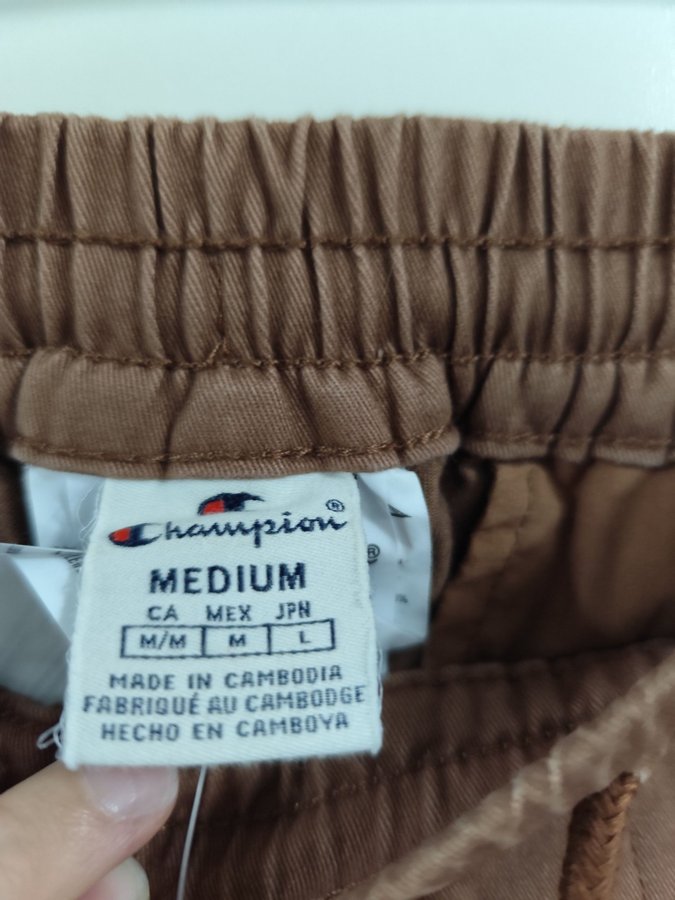 Champion®
MEDIUM
CA MEX JPN
M/M M L
MADE IN CAMBODIA
FABRIQUÉ AU CAMBODGE
HECHO EN CAMBOYA
®